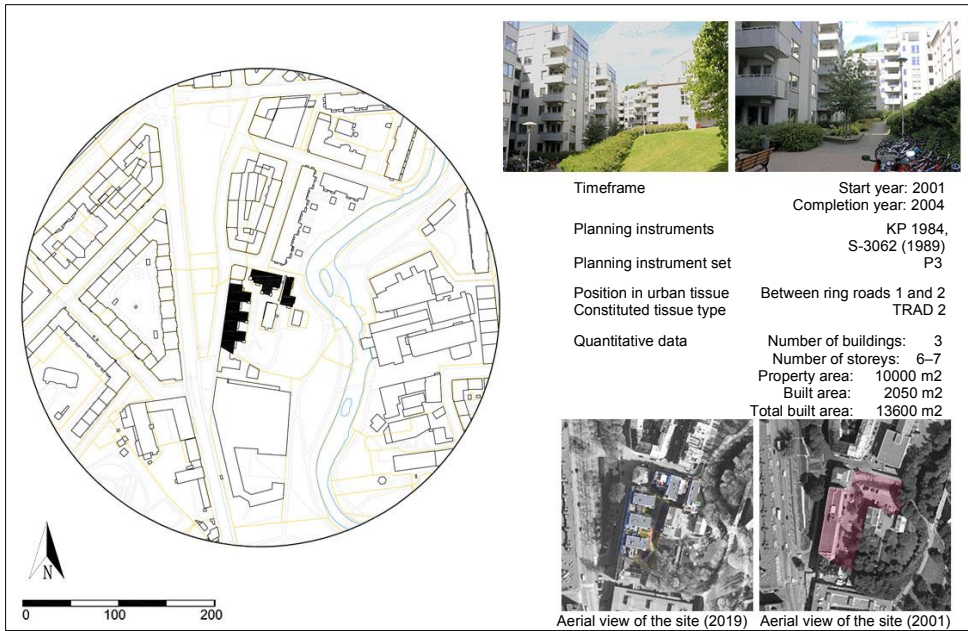 Timeframe Start year: 2001
Completion year: 2004
Planning instruments KP 1984,
S-3062 (1989)
Planning instrument set P3
Position in urban tissue Between ring roads 1 and 2
Constituted tissue type TRAD 2
Quantitative data Number of buildings: 3
Number of storeys: 6–7
Property area: 10000 m2
Built area: 2050 m2
Total built area: 13600 m2
N
0 100 200
Aerial view of the site (2019) Aerial view of the site (2001)